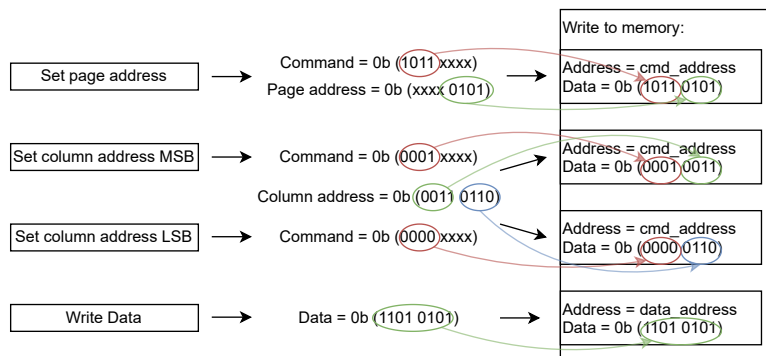 Write to memory:
Set page address
Command = 0b (1011 xxxx)
Page address = 0b (xxxx 0101)
Address = cmd_address
Data = 0b (1011 0101)
Set column address MSB
Command = 0b (0001 xxxx)
Address = cmd_address
Data = 0b (0001 0011)
Column address = 0b (0011 0110)
Set column address LSB
Command = 0b (0000 xxxx)
Address = cmd_address
Data = 0b (0000 0110)
Write Data
Data = 0b (1101 0101)
Address = data_address
Data = 0b (1101 0101)